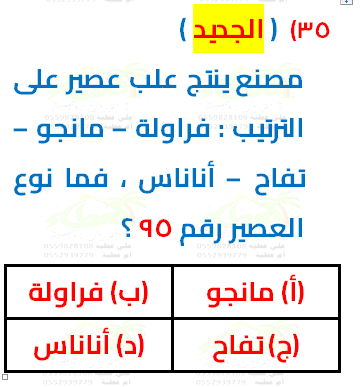 ٣٥) ( الجديد )
مصنع ينتج علب عصير على
الترتيب : فراولة – مانجو –
تفاح – أناناس ، فما نوع
العصير رقم ٩٥ ؟
(أ) مانجو (ب) فراولة
(ج) تفاح (د) أناناس